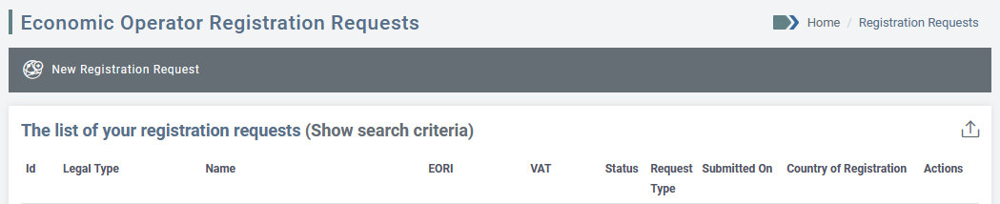 Economic Operator Registration Requests
Home / Registration Requests
New Registration Request
The list of your registration requests (Show search criteria)
Id Legal Type Name EORI VAT Status Request Type Submitted On Country of Registration Actions